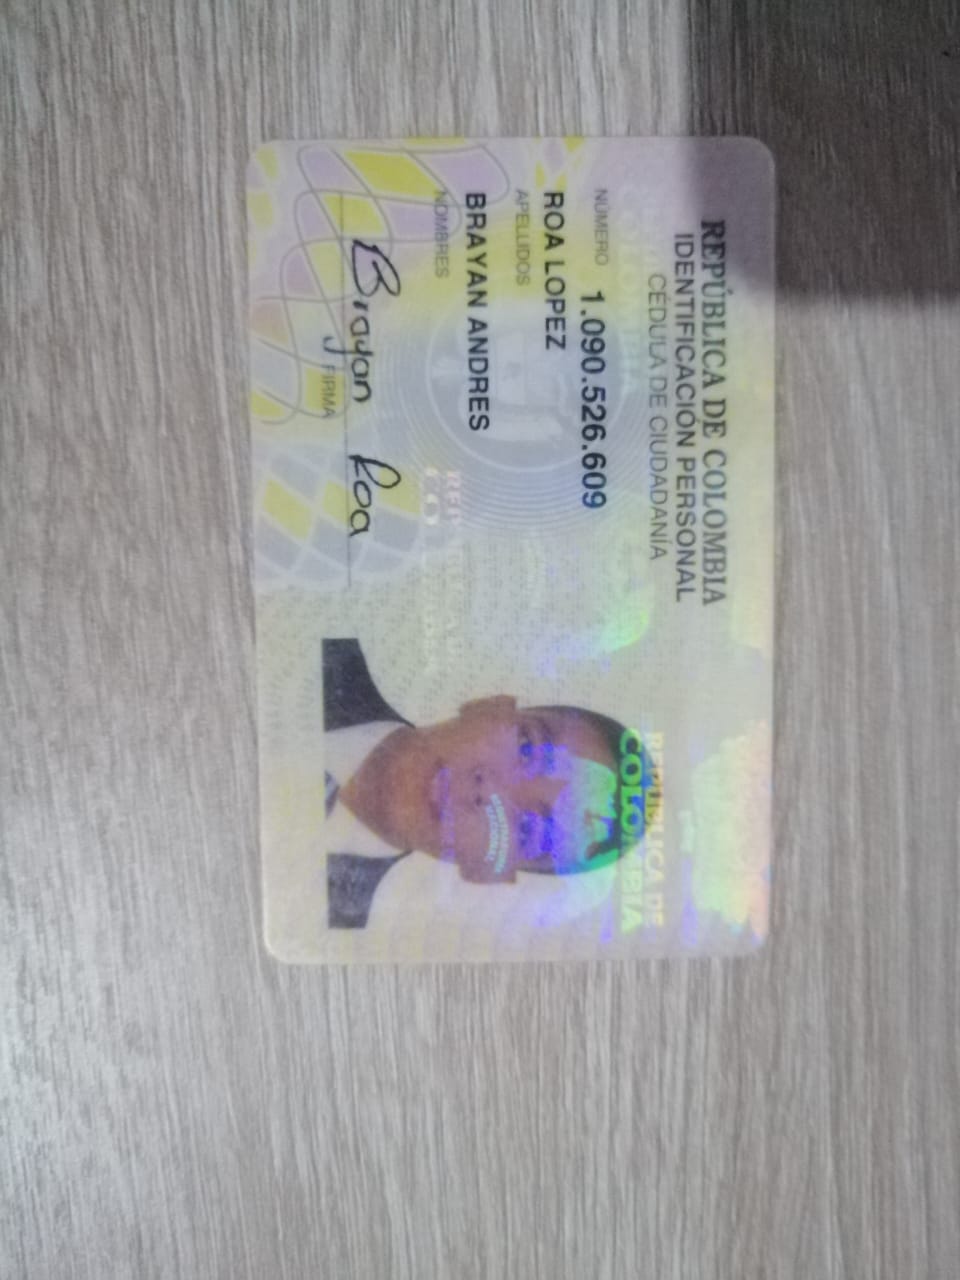 REPÚBLICA DE COLOMBIA
IDENTIFICACIÓN PERSONAL
CÉDULA DE CIUDADANÍA
NÚMERO 1.090.526.609
ROA LOPEZ
APELLIDOS
BRAYAN ANDRES
NOMBRES
Brayan Roa
FIRMA
REPÚBLICA DE
COLOMBIA